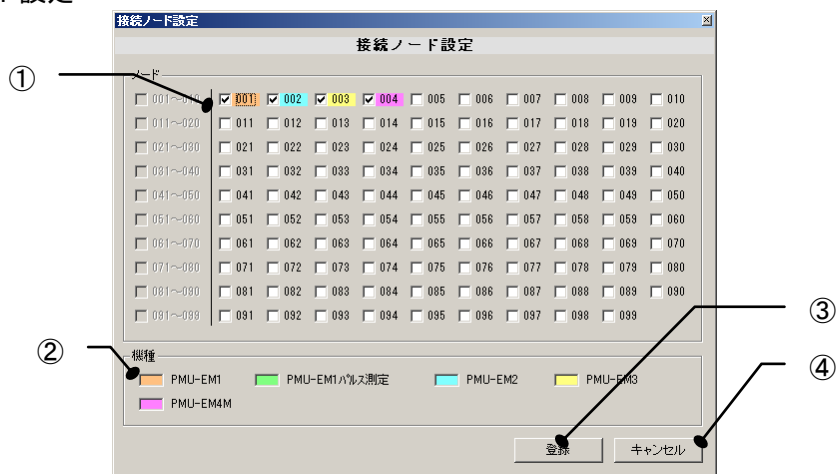 設定
接続ノード設定
接続ノード設定
①
ノード
001～010 001 002 003 004 005 006 007 008 009 010
011～020 011 012 013 014 015 016 017 018 019 020
021～030 021 022 023 024 025 026 027 028 029 030
031～040 031 032 033 034 035 036 037 038 039 040
041～050 041 042 043 044 045 046 047 048 049 050
051～060 051 052 053 054 055 056 057 058 059 060
061～070 061 062 063 064 065 066 067 068 069 070
071～080 071 072 073 074 075 076 077 078 079 080
081～090 081 082 083 084 085 086 087 088 089 090
091～099 091 092 093 094 095 096 097 098 099
③
②
機種
④
PMU-EM1 PMU-EM1パルス測定 PMU-EM2 PMU-EM3
PMU-EM4M
登録 キャンセル